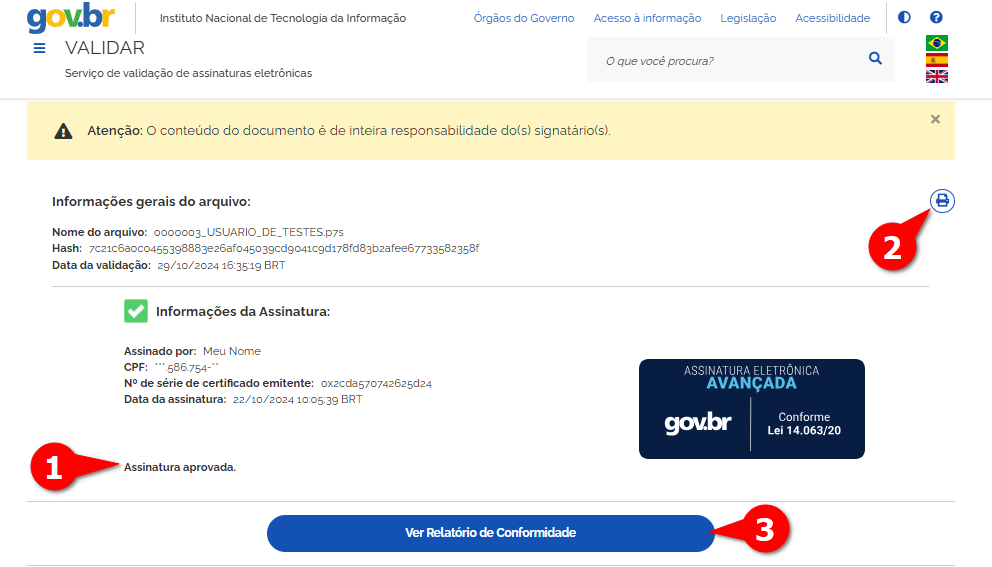 gov.br
Instituto Nacional de Tecnologia da Informação
Órgãos do Governo Acesso à informação Legislação Acessibilidade
VALIDAR
Serviço de validação de assinaturas eletrônicas
O que você procura?
Atenção: O conteúdo do documento é de inteira responsabilidade do(s) signatário(s).
×
Informações gerais do arquivo:
Nome do arquivo: 0000003_USUARIO_DE_TESTES.p7s
Hash: 7c21c6a0c0455398883e26af045039cd9041c9d178fd83b2afee67733582358f
Data da validação: 29/10/2024 16:35:19 BRT
2
Informações da Assinatura:
Assinado por: Meu Nome
CPF: ***.586.754-**
Nº de série de certificado emitente: 0x2cda570742625d24
Data da assinatura: 22/10/2024 10:05:39 BRT
ASSINATURA ELETRÔNICA
AVANÇADA
gov.br
Conforme
Lei 14.063/20
1
Assinatura aprovada.
Ver Relatório de Conformidade
3